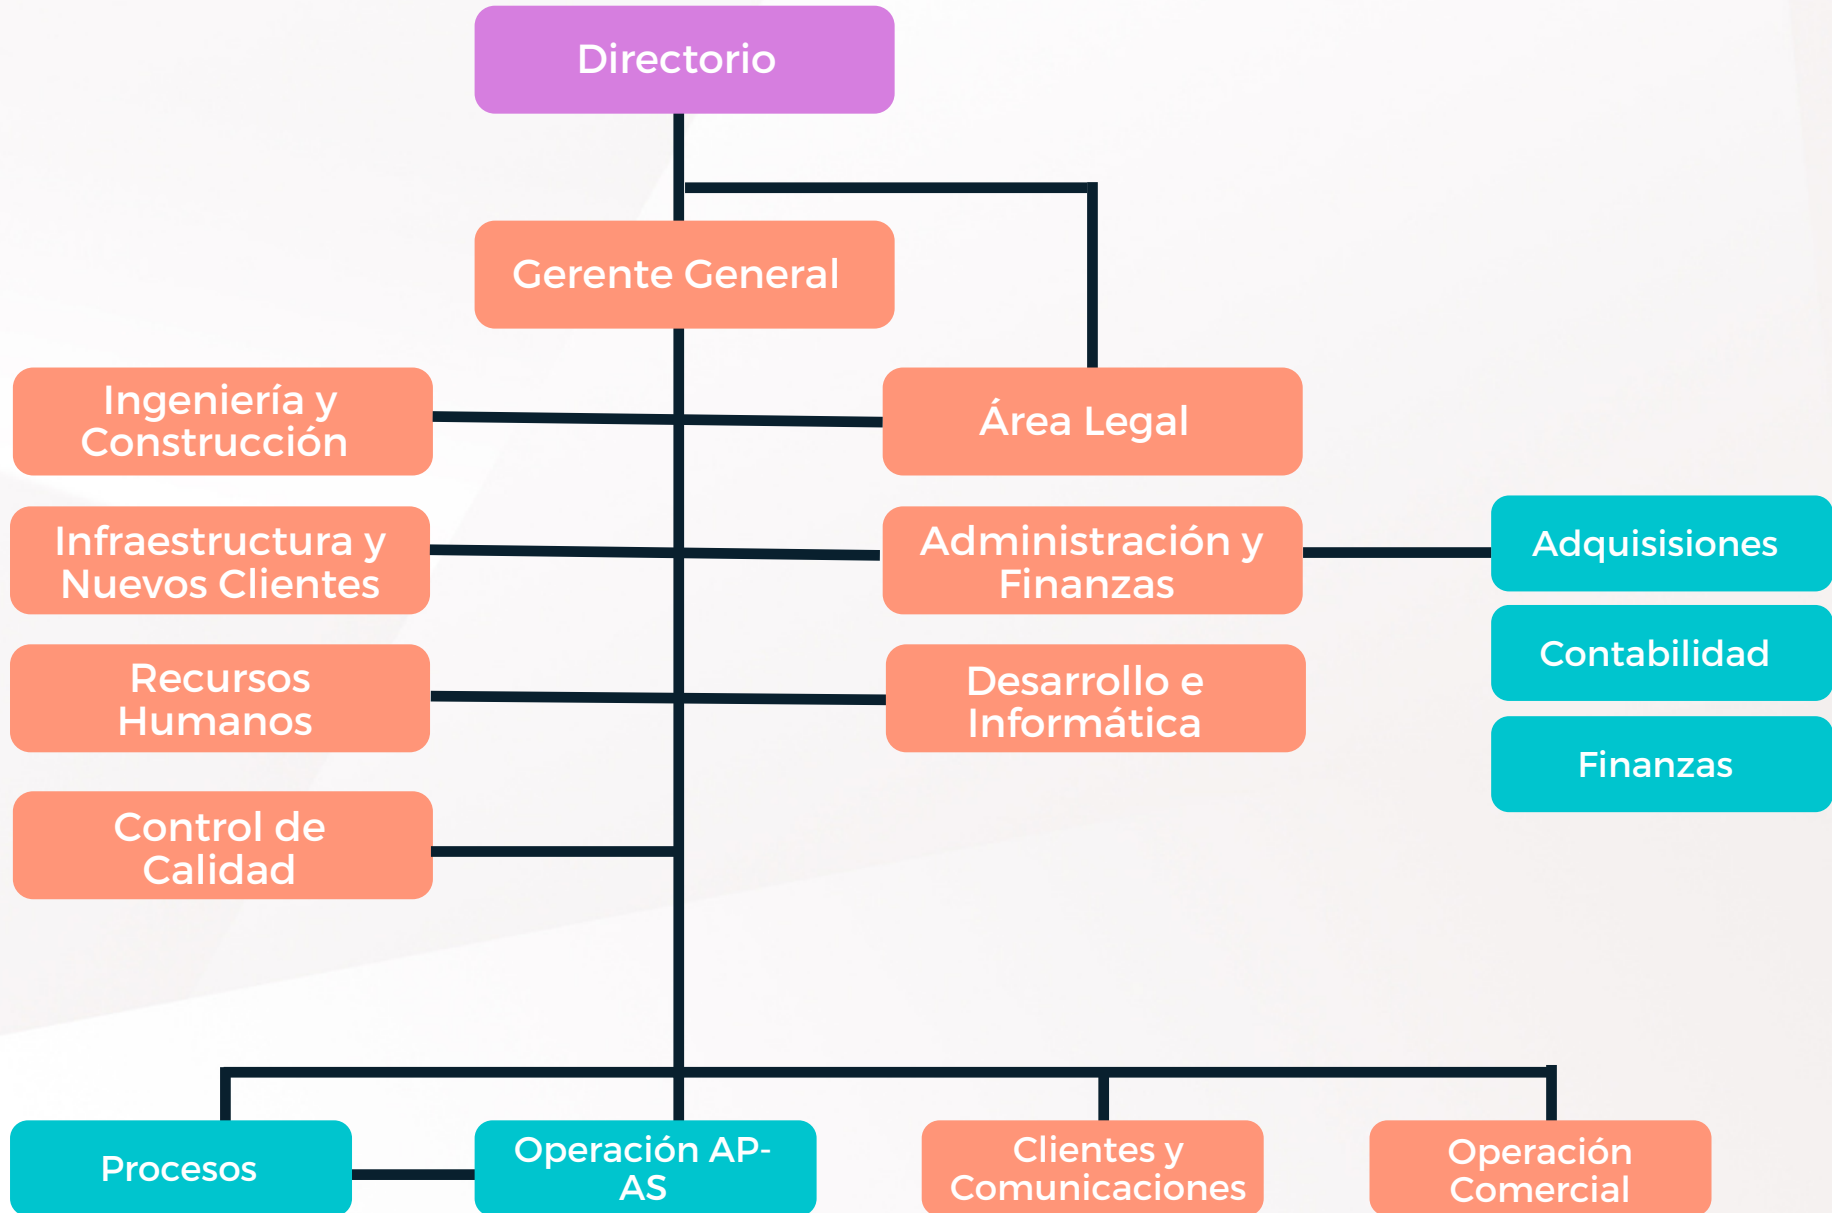 Directorio
Gerente General
Ingeniería y
Construcción
Área Legal
Infraestructura y
Nuevos Clientes
Administración y
Finanzas
Adquisisiones
Contabilidad
Recursos
Humanos
Desarrollo e
Informática
Finanzas
Control de
Calidad
Procesos
Operación AP-
AS
Clientes y
Comunicaciones
Operación
Comercial